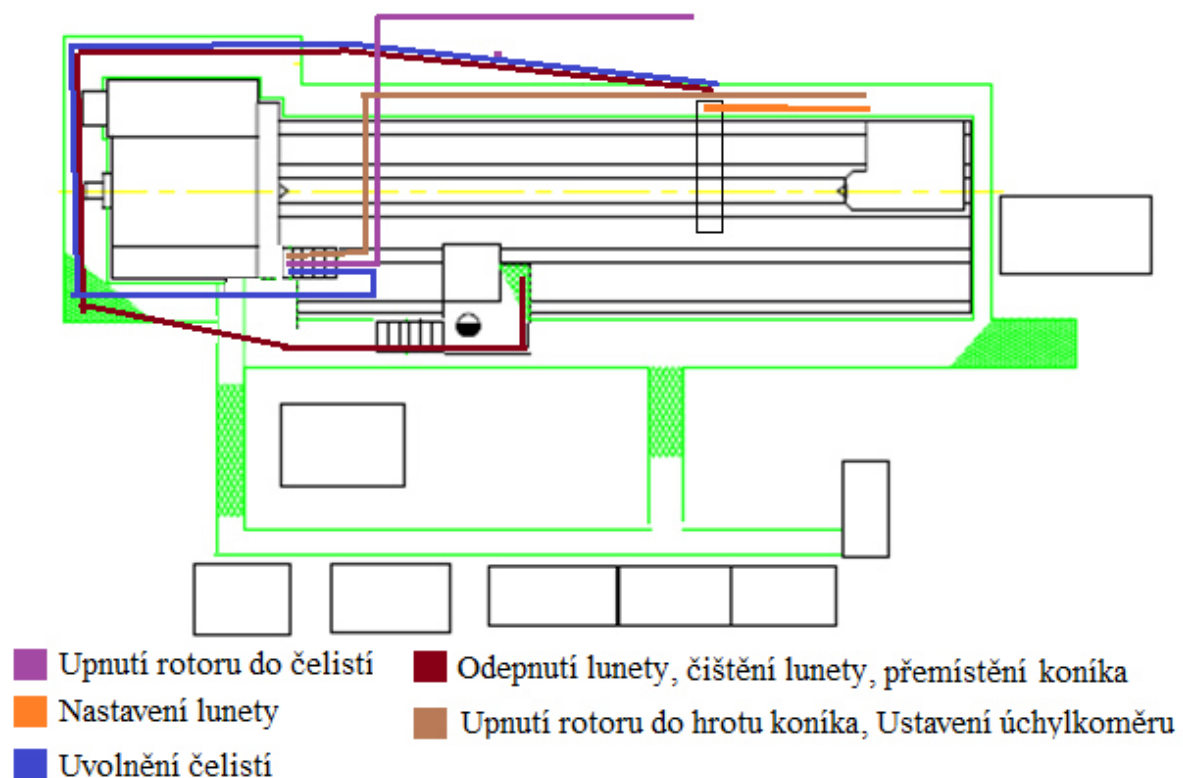 Upnutí rotoru do čelistí
Odepnutí lunety, čištění lunety, přemístění koníka
Nastavení lunety
Upnutí rotoru do hrotu koníka, Ustavení úchylkoměru
Uvolnění čelistí